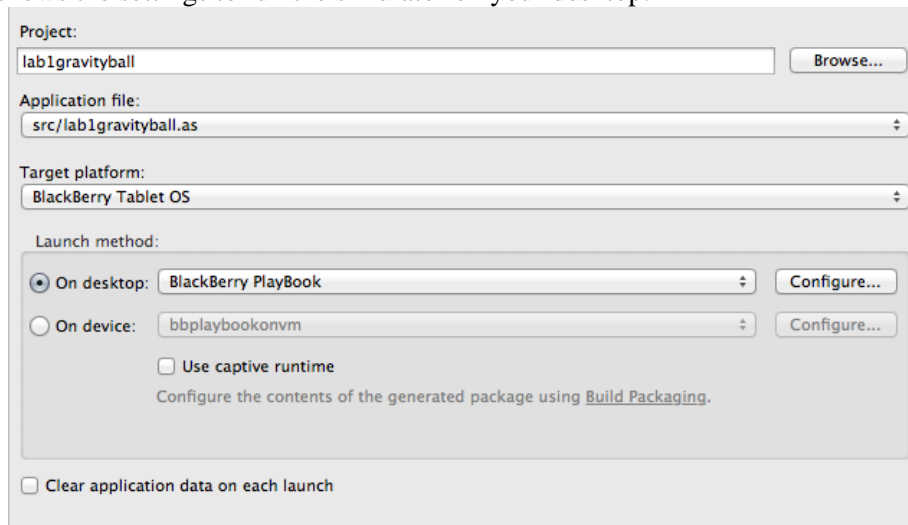 Project:
lab1gravityball
Browse...
Application file:
src/lab1gravityball.as
Target platform:
BlackBerry Tablet OS
Launch method:
On desktop: BlackBerry PlayBook Configure...
On device: bbplaybookonvm Configure...
Use captive runtime
Configure the contents of the generated package using Build Packaging.
Clear application data on each launch